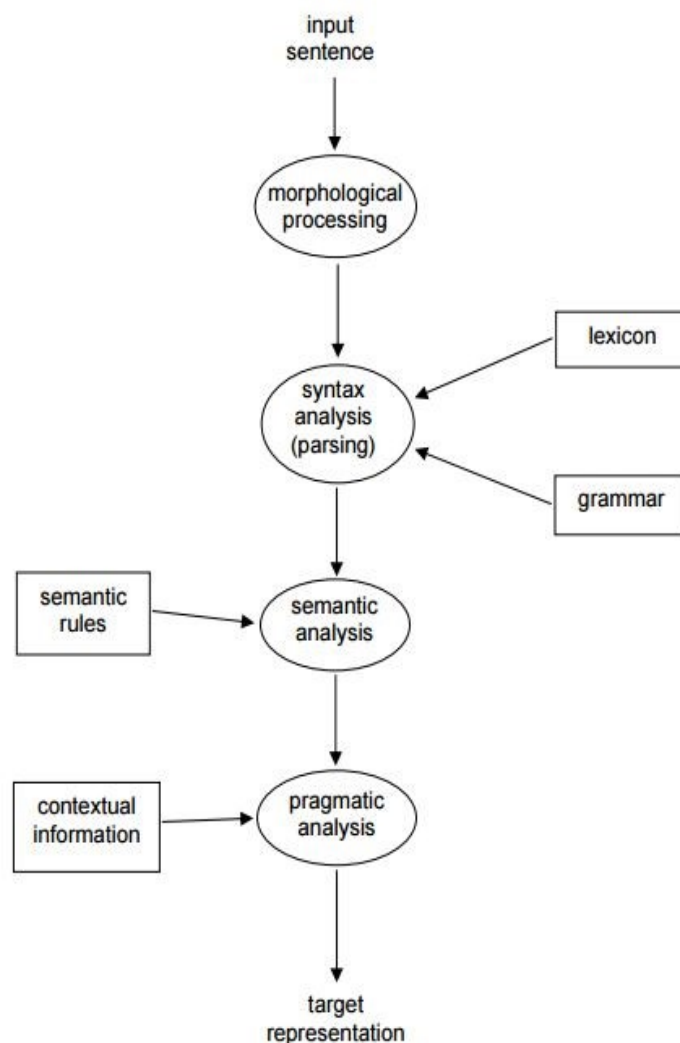 input
sentence
morphological
processing
lexicon
syntax
analysis
(parsing)
grammar
semantic
rules
semantic
analysis
contextual
information
pragmatic
analysis
target
representation